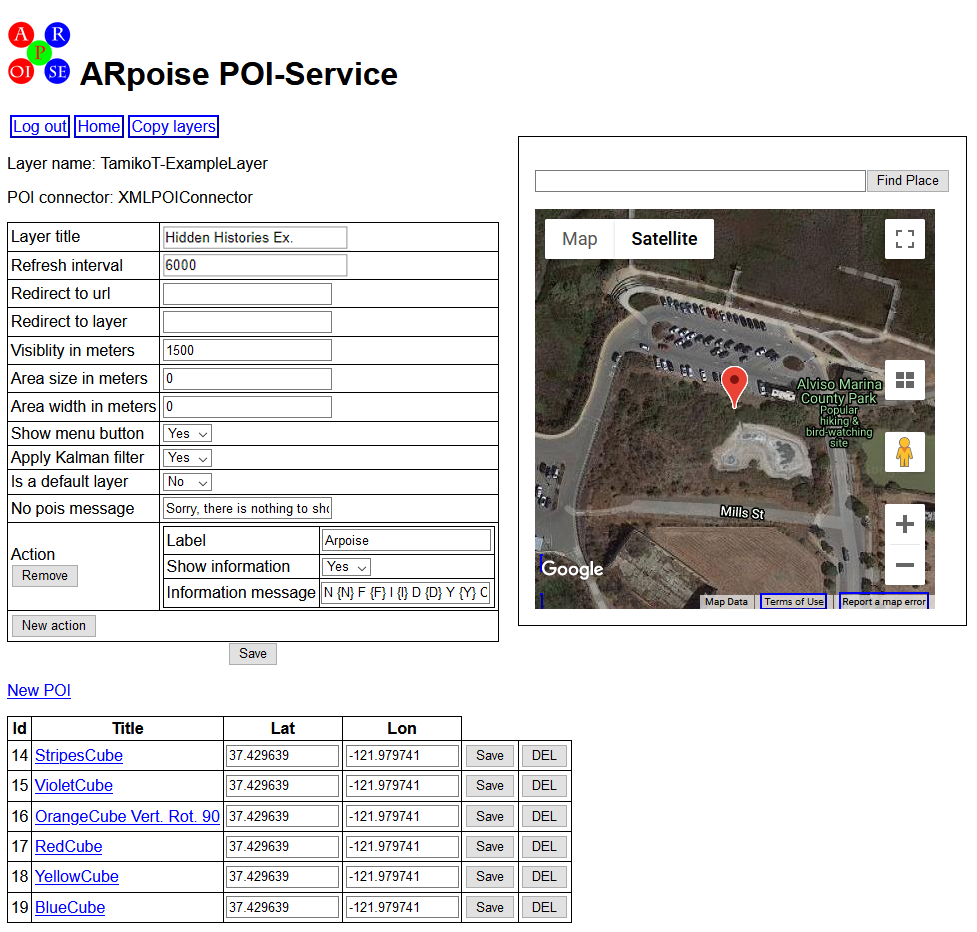 A R
P
OI SE
ARpoise POI-Service
Log out Home Copy layers
Layer name: TamikoT-ExampleLayer
POI connector: XMLPOIConnector
Layer title Hidden Histories Ex.
Refresh interval 6000
Redirect to url
Redirect to layer
Visiblity in meters 1500
Area size in meters 0
Area width in meters 0
Show menu button Yes
Apply Kalman filter Yes
Is a default layer No
No pois message Sorry, there is nothing to sho
Action
Remove
Label Arpoise
Show information Yes
Information message N {N} F {F} I {I} D {D} Y {Y} C
New action
Save
Find Place
Map Satellite
Alviso Marina
County Park
Popular
hiking &
bird-watching
site
Mills St
Google
Map Data Terms of Use Report a map error
New POI
Id Title Lat Lon
14 StripesCube 37.429639 -121.979741 Save DEL
15 VioletCube 37.429639 -121.979741 Save DEL
16 OrangeCube Vert. Rot. 90 37.429639 -121.979741 Save DEL
17 RedCube 37.429639 -121.979741 Save DEL
18 YellowCube 37.429639 -121.979741 Save DEL
19 BlueCube 37.429639 -121.979741 Save DEL